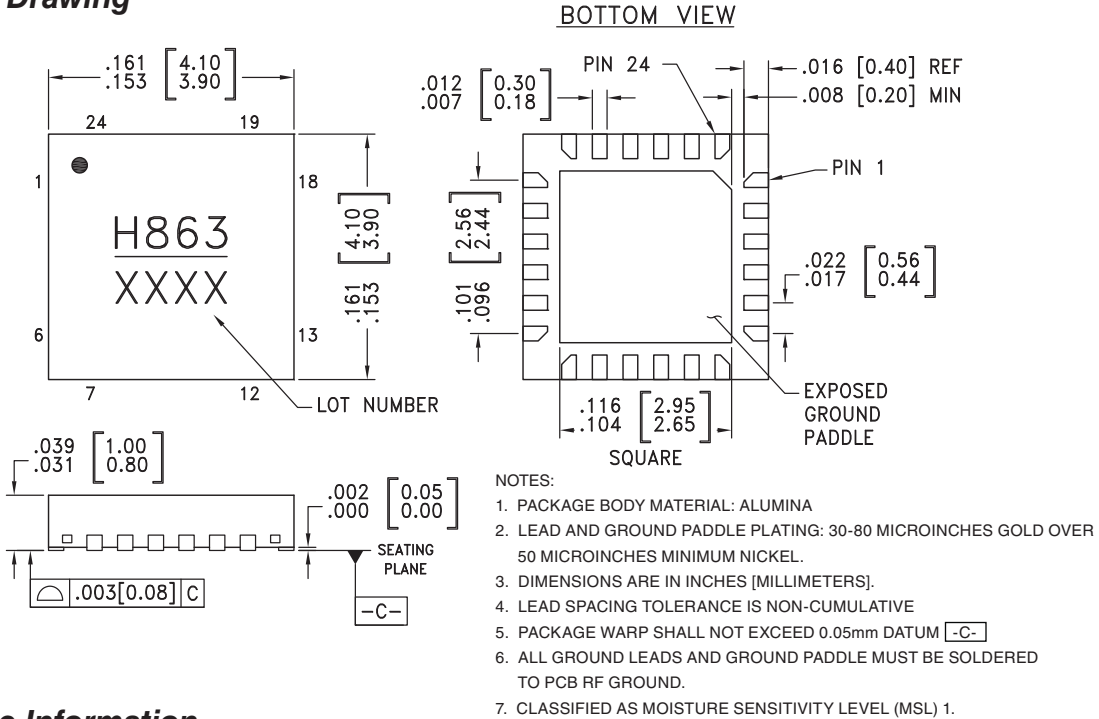 Drawing
BOTTOM VIEW
.161 [4.10]
.153 [3.90]
24 19
1 18
H863
XXXX
6 13
7 12
LOT NUMBER
[4.10]
[3.90]
.161
.153
PIN 24
.012 [0.30]
.007 [0.18]
.016 [0.40] REF
.008 [0.20] MIN
PIN 1
[2.56]
[2.44]
.101
.096
.022 [0.56]
.017 [0.44]
.116 [2.95]
.104 [2.65]
SQUARE
EXPOSED
GROUND
PADDLE
.039 [1.00]
.031 [0.80]
.002 [0.05]
.000 [0.00]
SEATING
PLANE
.003[0.08] C
-C-
NOTES:
1. PACKAGE BODY MATERIAL: ALUMINA
2. LEAD AND GROUND PADDLE PLATING: 30-80 MICROINCHES GOLD OVER
50 MICROINCHES MINIMUM NICKEL.
3. DIMENSIONS ARE IN INCHES [MILLIMETERS].
4. LEAD SPACING TOLERANCE IS NON-CUMULATIVE
5. PACKAGE WARP SHALL NOT EXCEED 0.05mm DATUM -C-
6. ALL GROUND LEADS AND GROUND PADDLE MUST BE SOLDERED
TO PCB RF GROUND.
7. CLASSIFIED AS MOISTURE SENSITIVITY LEVEL (MSL) 1.
Information